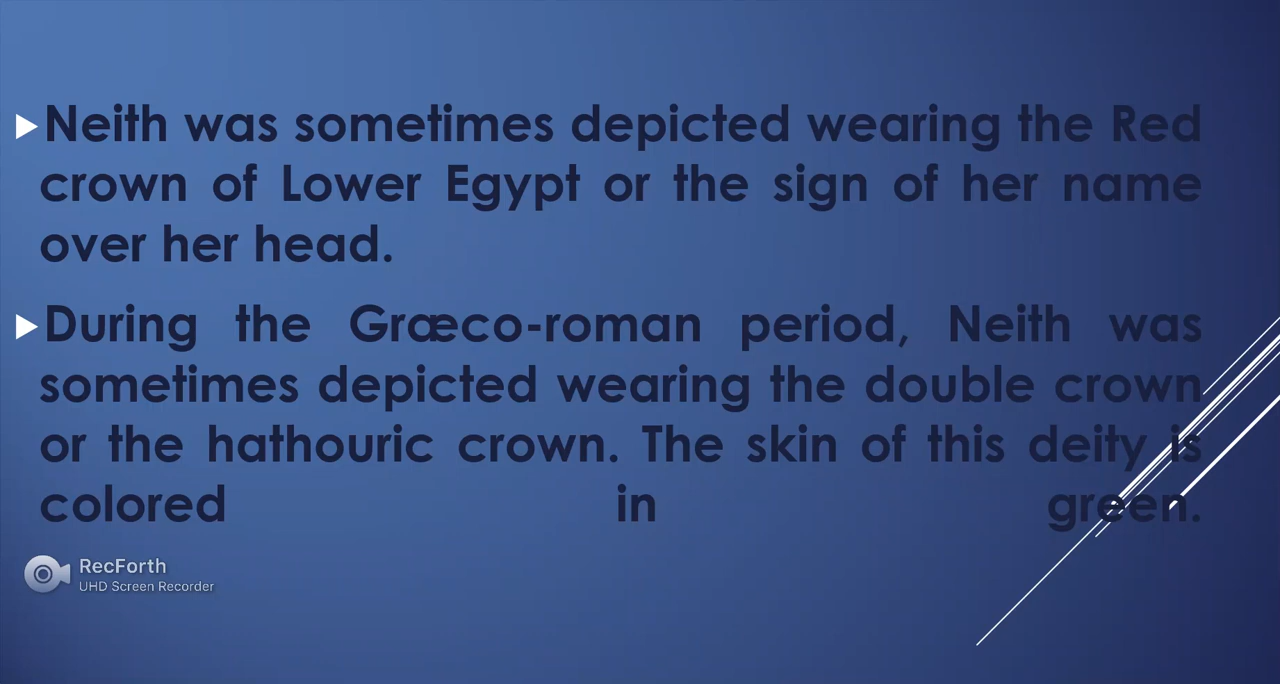 Neith was sometimes depicted wearing the Red
crown of Lower Egypt or the sign of her name
over her head.
During the Græco-roman period, Neith was
sometimes depicted wearing the double crown
or the hathouric crown. The skin of this deity is
colored in green.
RecForth
UHD Screen Recorder